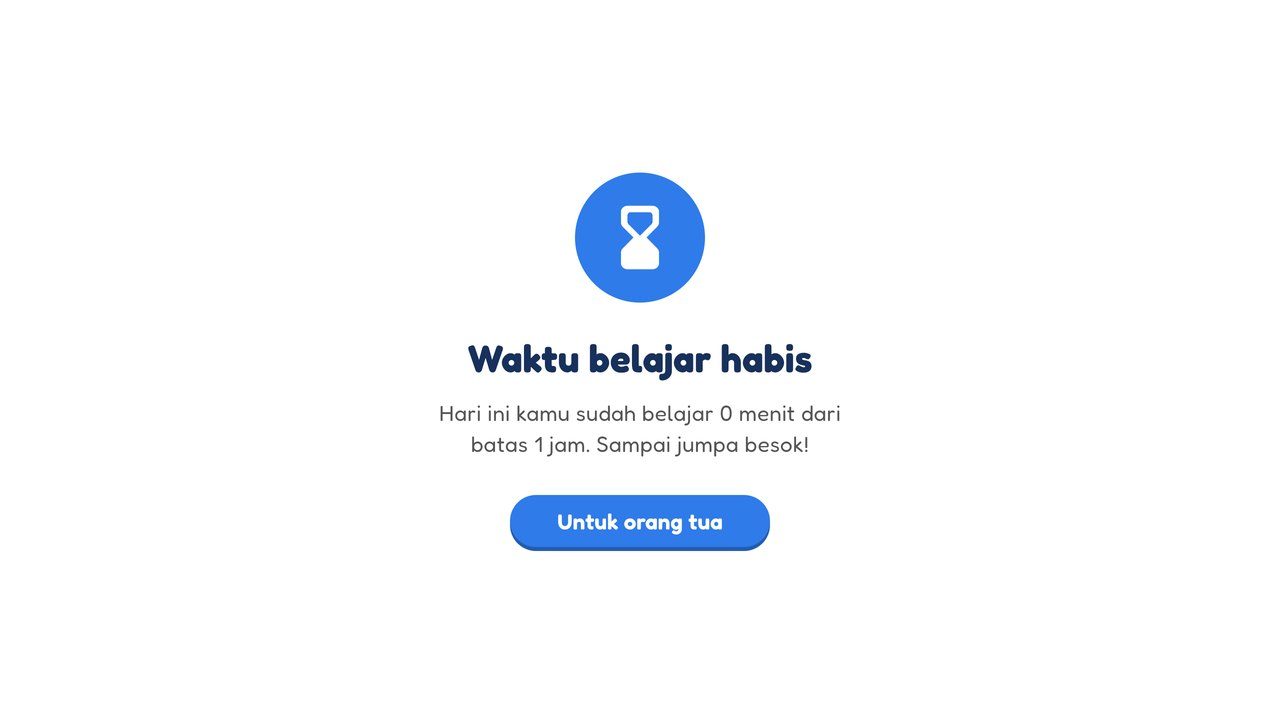 Waktu belajar habis
Hari ini kamu sudah belajar 0 menit dari
batas 1 jam. Sampai jumpa besok!
Untuk orang tua